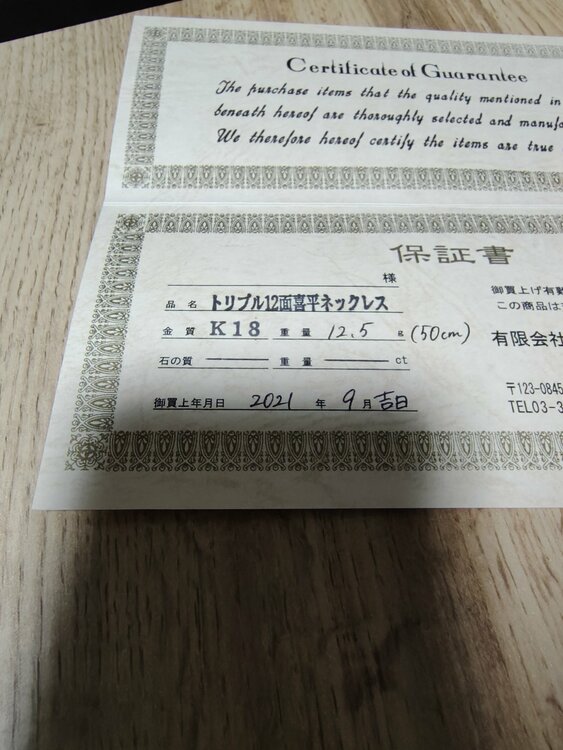 Certificate of Guarantee
The purchase items that the quality mentioned in
beneath hereof are thoroughly selected and manufa
We therefore hereof certify the items are true
保証書
様
品名 トリプル12面喜平ネックレス
金質 K18 重量 12.5 g (50cm)
石の質 重量 ct
御買上年月日 2021 年 9月吉日
御買上げ有難
この商品は
有限会社
〒123-0845
TEL03-3